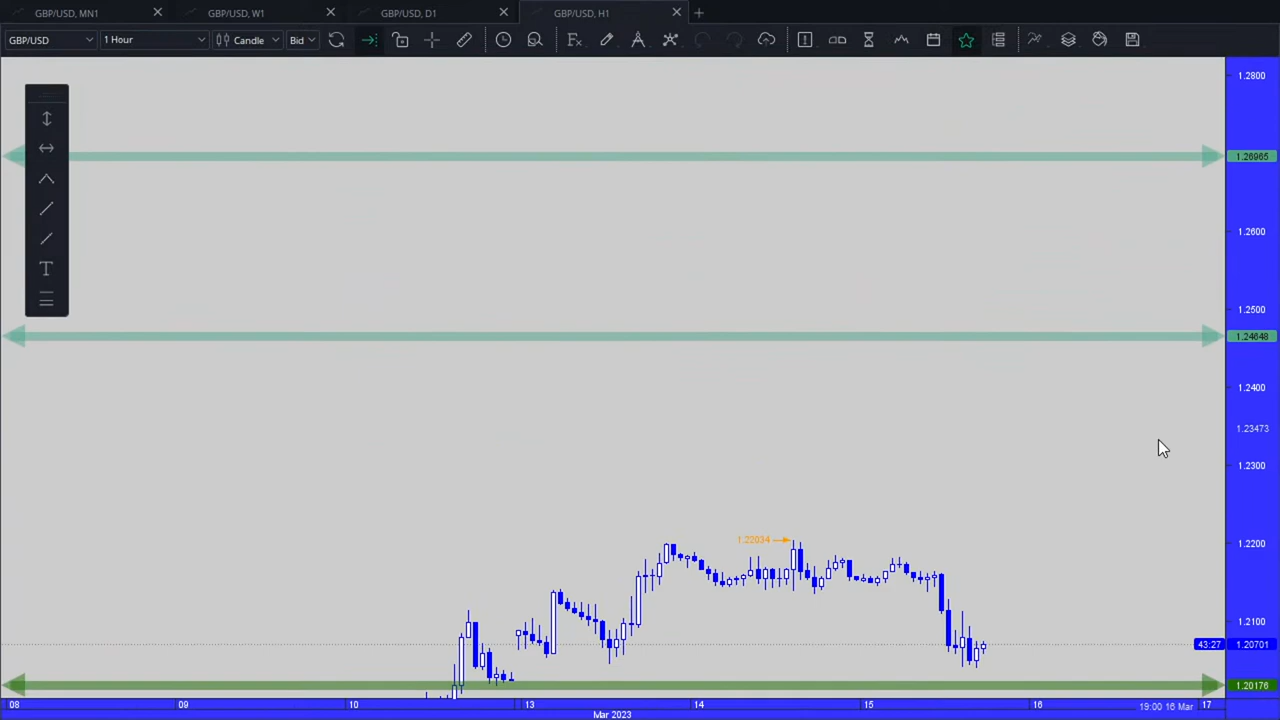 GBP/USD, MN1
GBP/USD, W1
GBP/USD, D1
GBP/USD, H1
GBP/USD
1 Hour
Candle
Bid
1.2800
1.26965
1.2600
1.2500
1.24648
1.2400
1.23473
1.2300
1.22034
1.2200
1.2100
43:27
1.20701
1.20176
08
09
10
13
14
15
16
19:00 16 Mar
17
Mar 2023